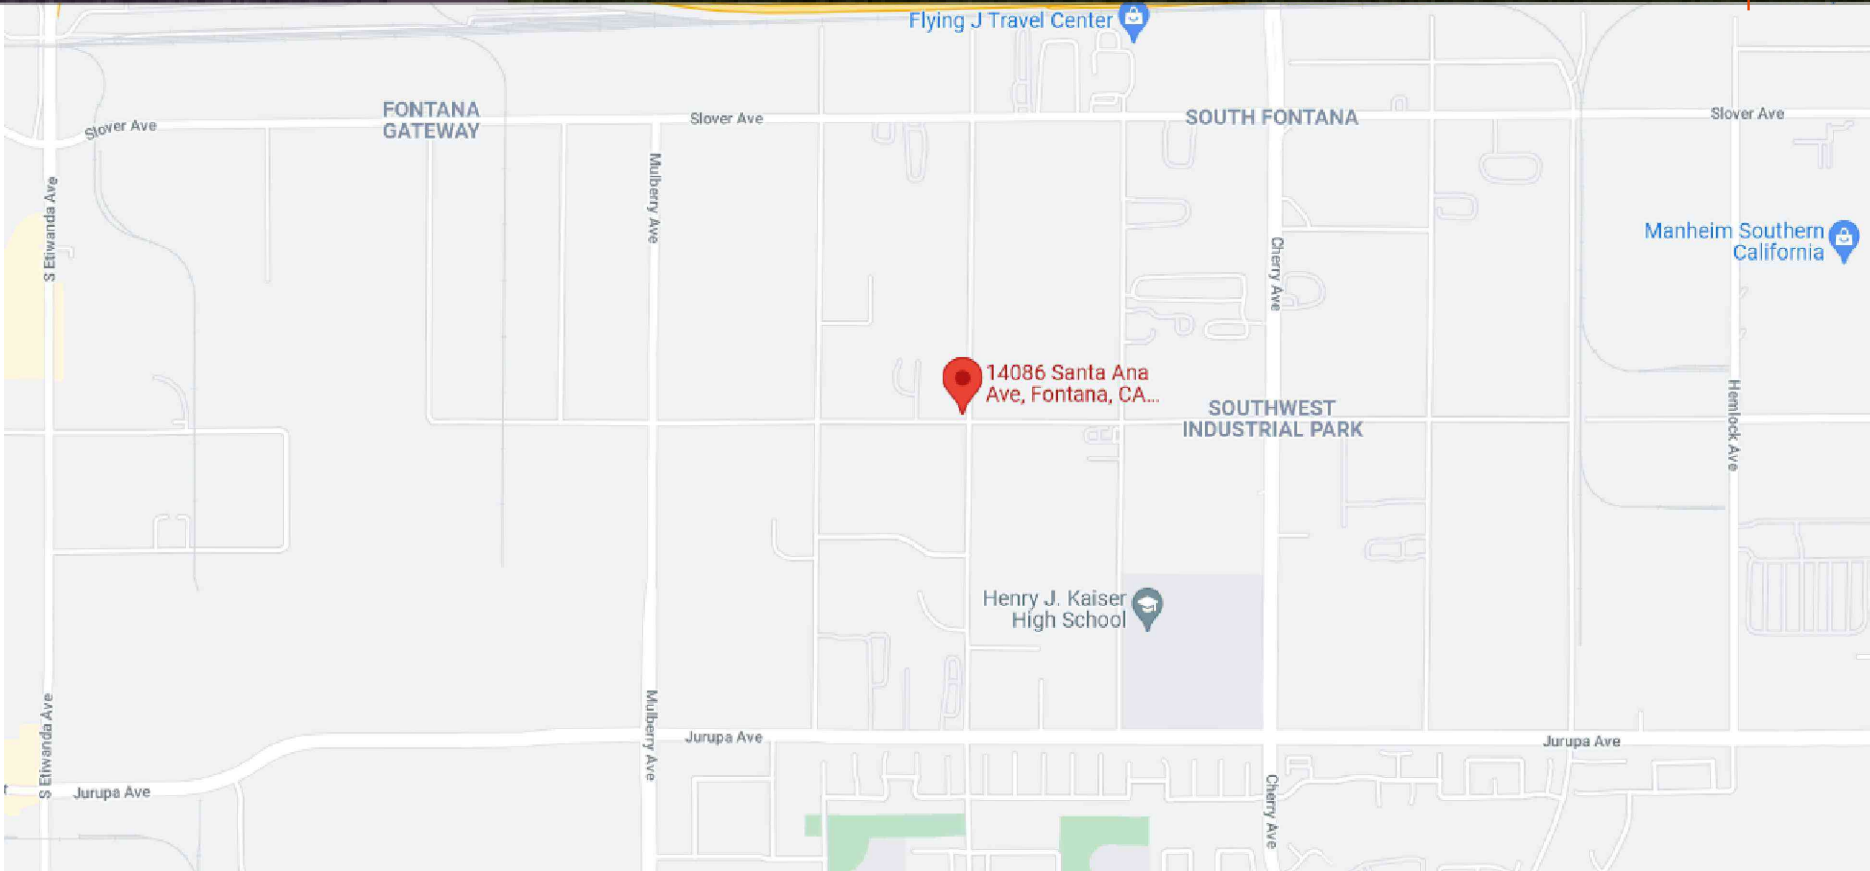 Flying J Travel Center
FONTANA
GATEWAY
Slover Ave
Slover Ave
SOUTH FONTANA
Slover Ave
S Etiwanda Ave
Mulberry Ave
Cherry Ave
Manheim Southern
California
14086 Santa Ana
Ave, Fontana, CA...
SOUTHWEST
INDUSTRIAL PARK
Hemlock Ave
Henry J. Kaiser
High School
S Etiwanda Ave
Mulberry Ave
Jurupa Ave
Jurupa Ave
Jurupa Ave
Cherry Ave